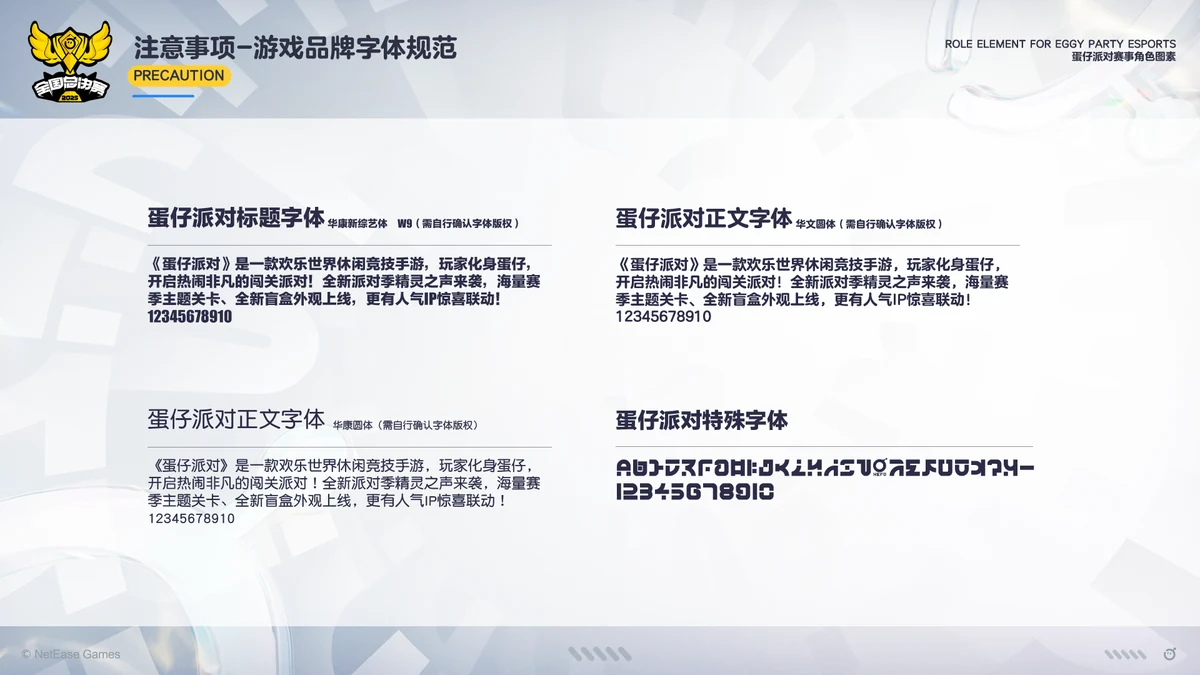 注意事项-游戏品牌字体规范
PRECAUTION
全国总决赛
2025
ROLE ELEMENT FOR EGGY PARTY ESPORTS
蛋仔派对赛事角色图素
蛋仔派对标题字体 华康新综艺体 W9（需自行确认字体版权）
《蛋仔派对》是一款欢乐世界休闲竞技手游，玩家化身蛋仔，
开启热闹非凡的闯关派对！全新派对季精灵之声来袭，海量赛
季主题关卡、全新盲盒外观上线，更有人气IP惊喜联动！
12345678910
蛋仔派对正文字体 华文圆体（需自行确认字体版权）
《蛋仔派对》是一款欢乐世界休闲竞技手游，玩家化身蛋仔，
开启热闹非凡的闯关派对！全新派对季精灵之声来袭，海量赛
季主题关卡、全新盲盒外观上线，更有人气IP惊喜联动！
12345678910
蛋仔派对正文字体 华康圆体（需自行确认字体版权）
《蛋仔派对》是一款欢乐世界休闲竞技手游，玩家化身蛋仔，
开启热闹非凡的闯关派对！全新派对季精灵之声来袭，海量赛
季主题关卡、全新盲盒外观上线，更有人气IP惊喜联动！
12345678910
蛋仔派对特殊字体
12345678910
© NetEase Games